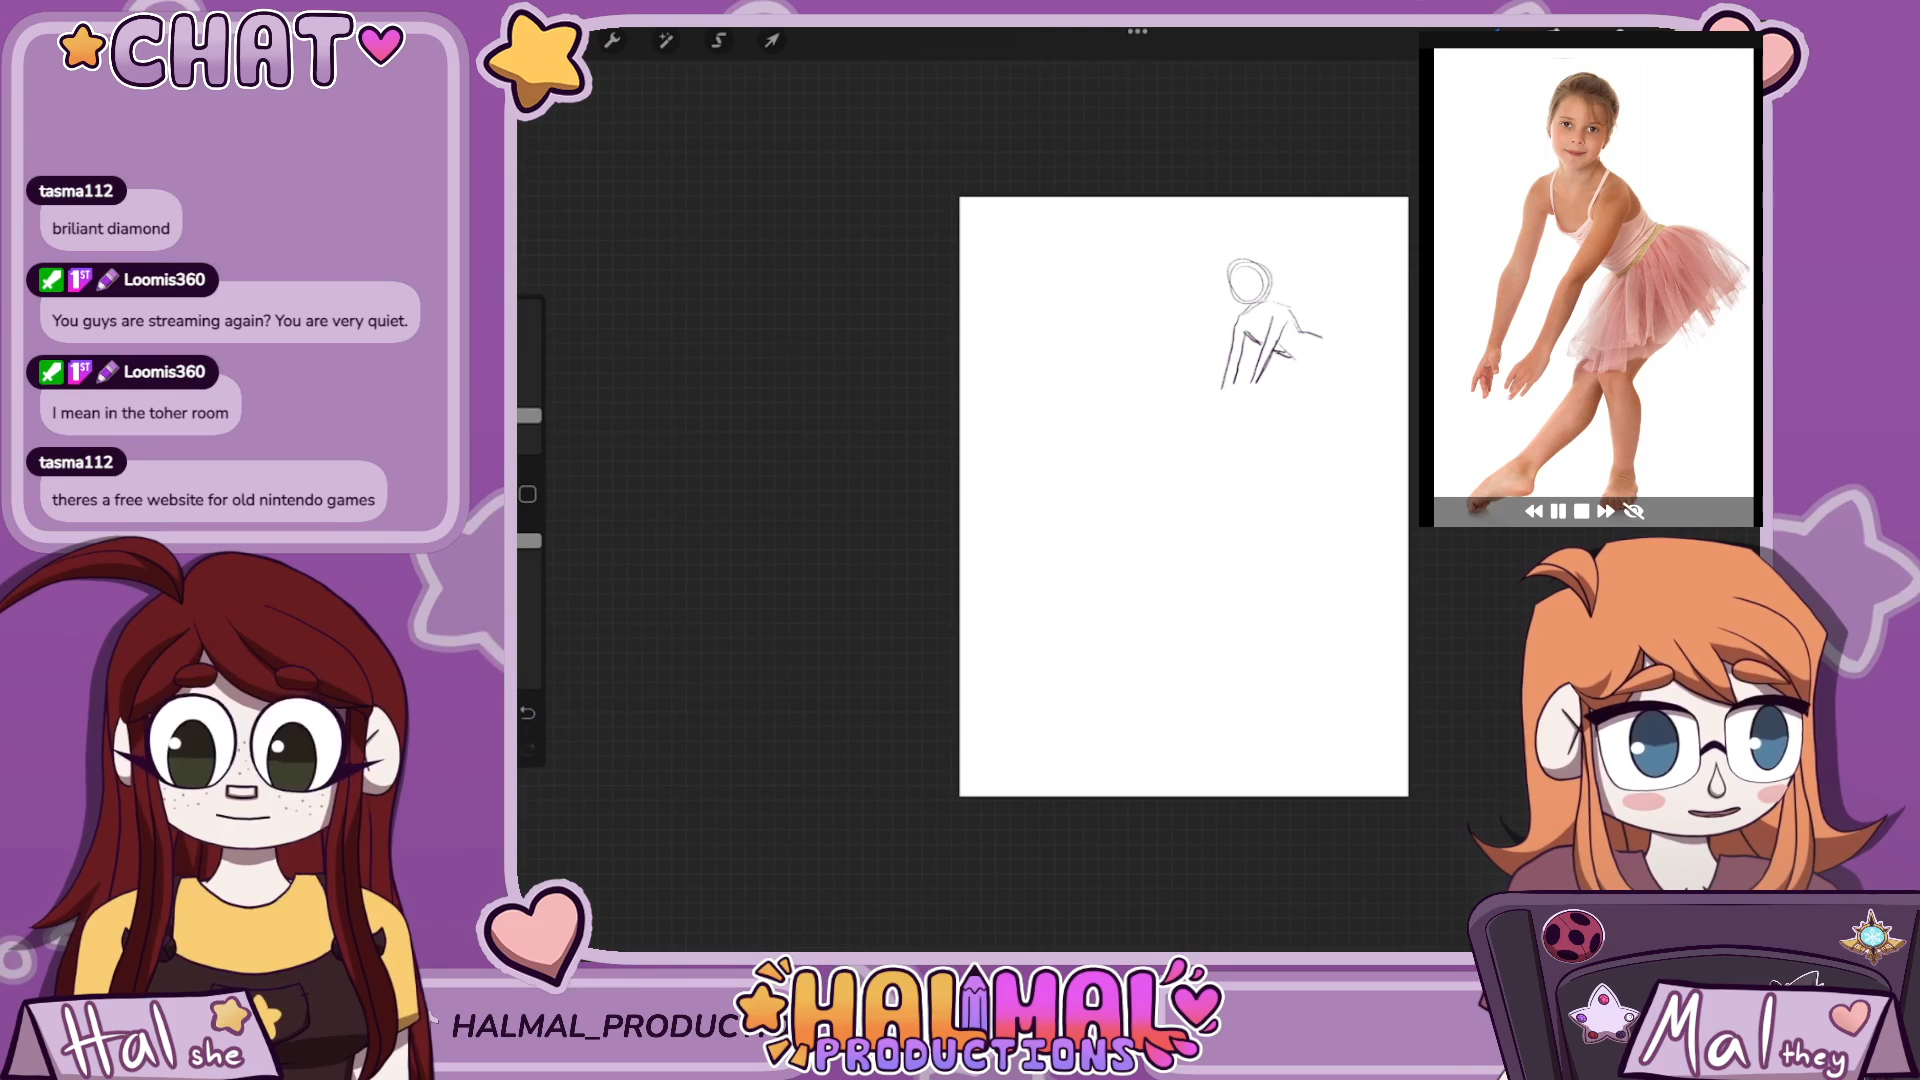 CHAT
tasma112
briliant diamond
1ST Loomis360
You guys are streaming again? You are very quiet.
1ST Loomis360
I mean in the toher room
tasma112
theres a free website for old nintendo games
Hal she
HALMAL_PRODUC
HALMAL
PRODUCTIONS
Mal they